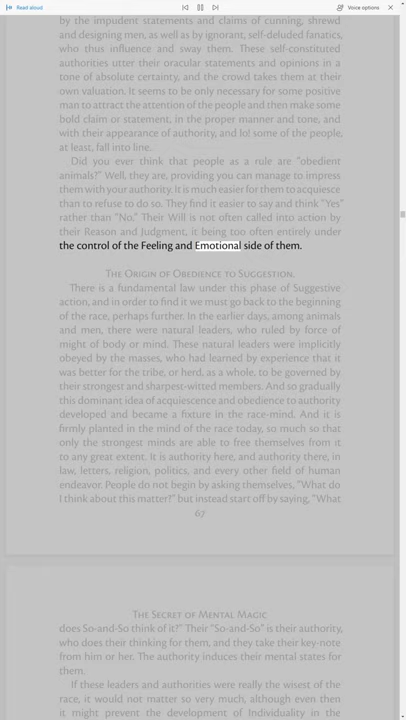 Read aloud
Voice options
by the impudent statements and claims of cunning, shrewd
and designing men, as well as by ignorant, self-deluded fanatics,
who thus influence and sway them. These self-constituted
authorities utter their oracular statements and opinions in a
tone of absolute certainty, and the crowd takes them at their
own valuation. It seems to be only necessary for some positive
man to attract the attention of the people and then make some
bold claim or statement, in the proper manner and tone, and
with their appearance of authority, and lo! some of the people,
at least, fall into line.
Did you ever think that people as a rule are "obedient
animals?" Well, they are, providing you can manage to impress
them with your authority. It is much easier for them to acquiesce
than to refuse to do so. They find it easier to say and think "Yes"
rather than "No." Their Will is not often called into action by
their Reason and Judgment, it being too often entirely under
the control of the Feeling and Emotional side of them.
The Origin of Obedience to Suggestion.
There is a fundamental law under this phase of Suggestive
action, and in order to find it we must go back to the beginning
of the race, perhaps further. In the earlier days, among animals
and men, there were natural leaders, who ruled by force of
might of body or mind. These natural leaders were implicitly
obeyed by the masses, who had learned by experience that it
was better for the tribe, or herd, as a whole, to be governed by
their strongest and sharpest-witted members. And so gradually
this dominant idea of acquiescence and obedience to authority
developed and became a fixture in the race-mind. And it is
firmly planted in the mind of the race today, so much so that
only the strongest minds are able to free themselves from it
to any great extent. It is authority here, and authority there, in
law, letters, religion, politics, and every other field of human
endeavor. People do not begin by asking themselves, "What do
I think about this matter?" but instead start off by saying, "What
67
The Secret of Mental Magic
does So-and-So think of it?" Their "So-and-So" is their authority,
who does their thinking for them, and they take their key-note
from him or her. The authority induces their mental states for
them.
If these leaders and authorities were really the wisest of the
race, it would not matter so very much, although even then
it might prevent the development of Individuality in the